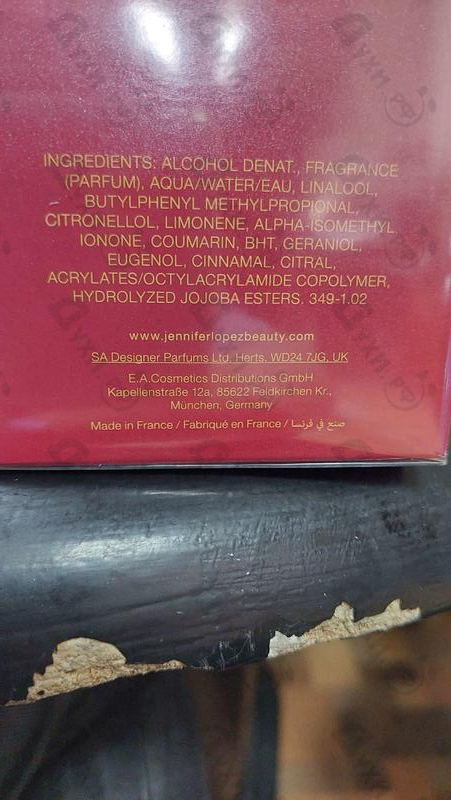 INGREDIENTS: ALCOHOL DENAT., FRAGRANCE
(PARFUM), AQUA/WATER/EAU, LINALOOL,
BUTYLPHENYL METHYLPROPIONAL,
CITRONELLOL, LIMONENE, ALPHA-ISOMETHYL
IONONE, COUMARIN, BHT, GERANIOL,
EUGENOL, CINNAMAL, CITRAL,
ACRYLATES/OCTYLACRYLAMIDE COPOLYMER,
HYDROLYZED JOJOBA ESTERS. 349-1.02
www.jenniferlopezbeauty.com
SA Designer Parfums Ltd, Herts, WD24 7JG, UK
E.A.Cosmetics Distributions GmbH
Kapellenstraße 12a, 85622 Feldkirchen Kr.,
München, Germany
Made in France / Fabriqué en France / صنع في فرنسا